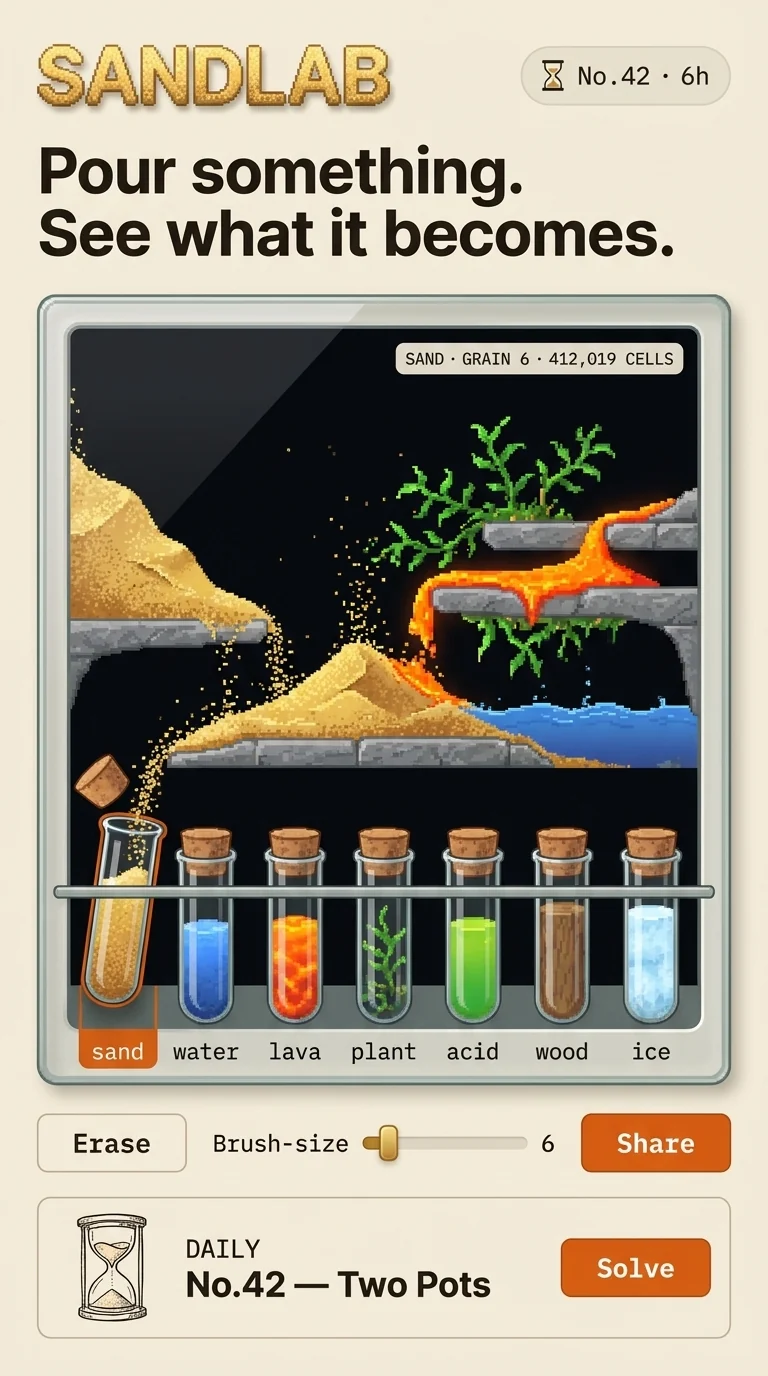 SANDLAB
No.42 · 6h
Pour something.
See what it becomes.
SAND · GRAIN 6 · 412,019 CELLS
sand water lava plant acid wood ice
Erase
Brush-size 6
Share
DAILY
No.42 — Two Pots
Solve